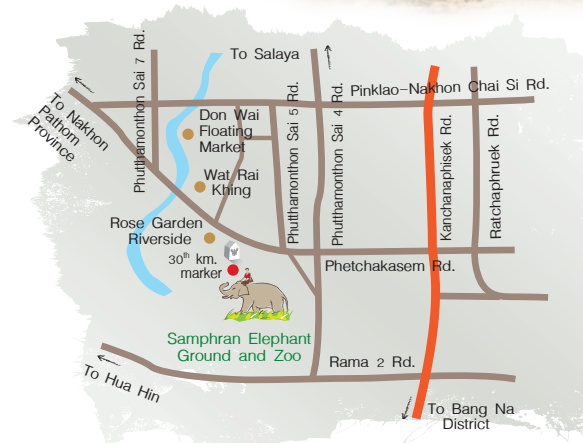 To Salaya
Phutthamonthon Sai 7 Rd.
Pinklao-Nakhon Chai Si Rd.
To Nakhon
Pathom
Province
Don Wai
Floating
Market
Phutthamonthon Sai 5 Rd.
Phutthamonthon Sai 4 Rd.
Kanchanaphisek Rd.
Ratchaphruek Rd.
Wat Rai
Khing
Rose Garden
Riverside
30th km.
marker
Phetchakasem Rd.
Samphran Elephant
Ground and Zoo
Rama 2 Rd.
To Hua Hin
To Bang Na
District